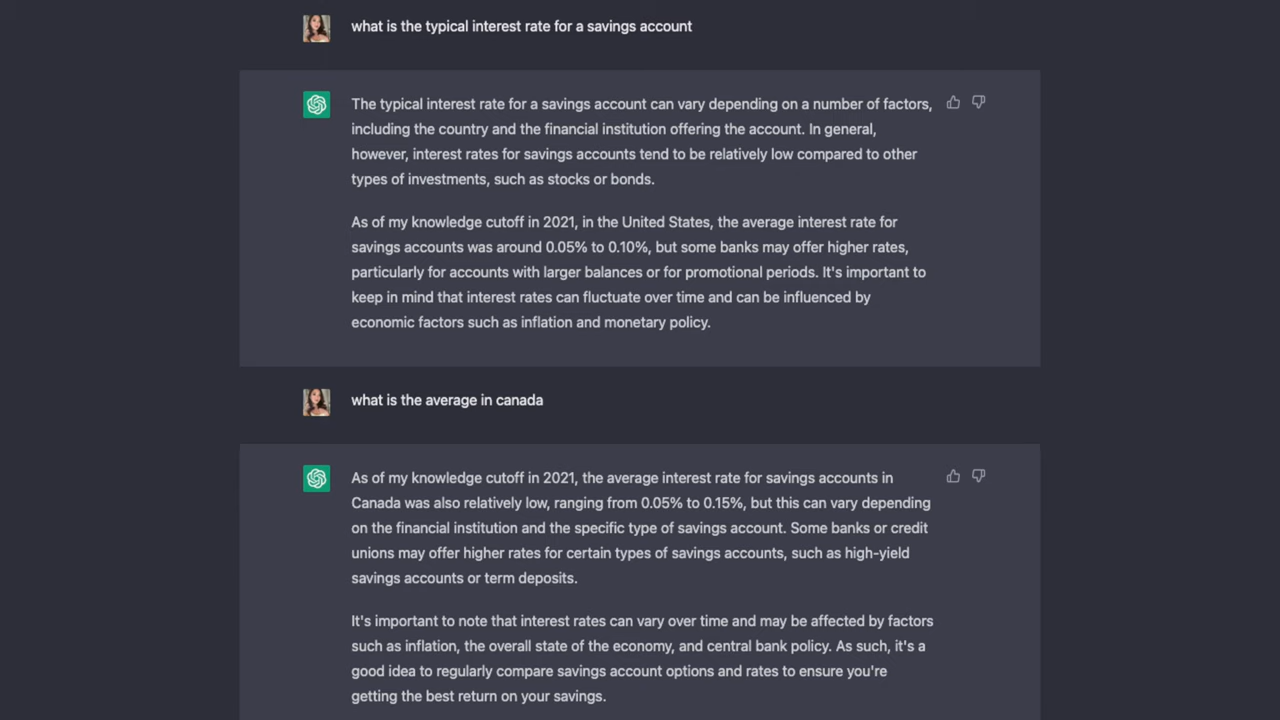 what is the typical interest rate for a savings account
The typical interest rate for a savings account can vary depending on a number of factors,
including the country and the financial institution offering the account. In general,
however, interest rates for savings accounts tend to be relatively low compared to other
types of investments, such as stocks or bonds.
As of my knowledge cutoff in 2021, in the United States, the average interest rate for
savings accounts was around 0.05% to 0.10%, but some banks may offer higher rates,
particularly for accounts with larger balances or for promotional periods. It's important to
keep in mind that interest rates can fluctuate over time and can be influenced by
economic factors such as inflation and monetary policy.
what is the average in canada
As of my knowledge cutoff in 2021, the average interest rate for savings accounts in
Canada was also relatively low, ranging from 0.05% to 0.15%, but this can vary depending
on the financial institution and the specific type of savings account. Some banks or credit
unions may offer higher rates for certain types of savings accounts, such as high-yield
savings accounts or term deposits.
It's important to note that interest rates can vary over time and may be affected by factors
such as inflation, the overall state of the economy, and central bank policy. As such, it's a
good idea to regularly compare savings account options and rates to ensure you're
getting the best return on your savings.